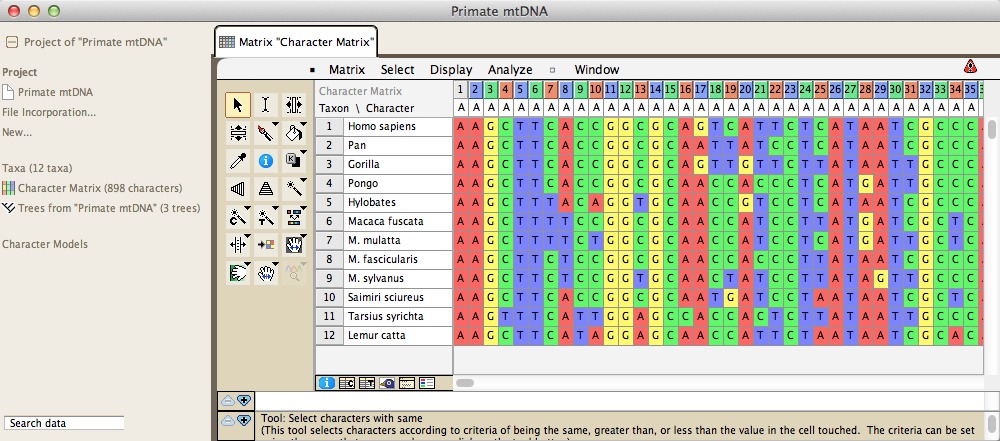 Primate mtDNA
Project of "Primate mtDNA"
Project
Primate mtDNA
File Incorporation...
New...
Taxa (12 taxa)
Character Matrix (898 characters)
Trees from "Primate mtDNA" (3 trees)
Character Models
Search data
Matrix "Character Matrix"
Matrix Select Display Analyze Window
Character Matrix 1 2 3 4 5 6 7 8 9 10 11 12 13 14 15 16 17 18 19 20 21 22 23 24 25 26 27 28 29 30 31 32 33 34 35 3
Taxon \ Character A A A A A A A A A A A A A A A A A A A A A A A A A A A A A A A A A A A
1 Homo sapiens A A G C T T C A C C G G C G C A G T C A T T C T C A T A A T C G C C C
2 Pan A A G C T T C A C C G G C G C A A T T A T C C T C A T A A T C G C C C
3 Gorilla A A G C T T C A C C G G C G C A G T T G T T C T T A T A A T T G C C C
4 Pongo A A G C T T C A C C G G C G C A A C C A C C C T C A T G A T T G C C C
5 Hylobates A A G C T T T A C A G G T G C A A C C G T C C T C A T A A T C G C C C
6 Macaca fuscata A A G C T T T T C C G G C G C A A C C A T C C T T A T G A T C G C T C
7 M. mulatta A A G C T T T T C T G G C G C A A C C A T C C T C A T G A T T G C T C
8 M. fascicularis A A G C T T C T C C G G C G C A A C C A C C C T T A T A A T C G C C C
9 M. sylvanus A A G C T T C T C C G G T G C A A C T A T C C T T A T A G T T G C C C
10 Saimiri sciureus A A G C T T C A C C G G C G C A A T G A T C C T A A T A A T C G C T C
11 Tarsius syrichta A A G T T T C A T T G G A G C C A C C A C T C T T A T A A T T G C C C
12 Lemur catta A A G C T T C A T A G G A G C A A C C A T T C T A A T A A T C G C A C
Tool: Select characters with same
(This tool selects characters according to criteria of being the same, greater than, or less than the value in the cell touched. The criteria can be set